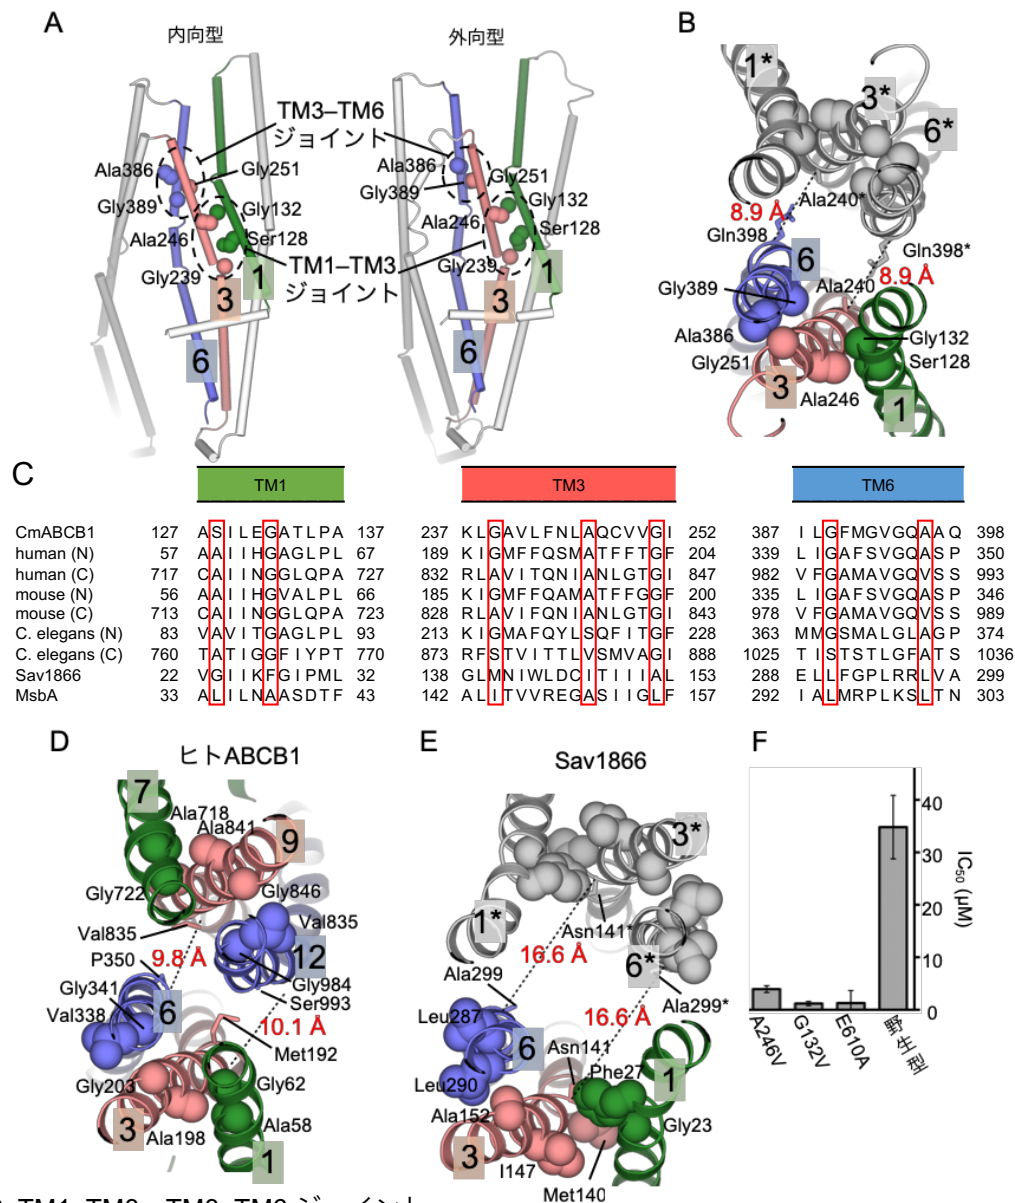 A
内向型
外向型
TM3–TM6
ジョイント
Ala386
Gly251
Gly389
Gly132
Ala246
Ser128
Gly239
TM1–TM3
ジョイント
1
3
6
Ala386
Gly251
Gly389
Gly132
Ala246
Ser128
Gly239
1
3
6
B
1*
3*
6*
Ala240*
8.9 Å
Gln398
Gln398*
6
8.9 Å
Ala240
Gly389
Ala386
Gly132
Gly251
Ser128
3
Ala246
1
C
TM1 TM3 TM6
CmABCB1 127 ASILEGATLPA 137 237 KLGAVLFNLAQCVVGI 252 387 ILGFMGVGQAAQ 398
human (N) 57 AAIIHGAGLPL 67 189 KIGMFFQSMATFFTGF 204 339 LIGAFSVGQASP 350
human (C) 717 CAIINGGLQPA 727 832 RLAVITQNIANLGTGI 847 982 VFGAMAVGQVSS 993
mouse (N) 56 AAIIHGVALPL 66 185 KIGMFFQAMATFFGGF 200 335 LIGAFSVGQASP 346
mouse (C) 713 CAIINGGLQPA 723 828 RLAVIFQNIANLGTGI 843 978 VFGAMAVGQVSS 989
C. elegans (N) 83 VAVITGAGLPL 93 213 KIGMAFQYLSQFITGF 228 363 MMGSMALGLAGP 374
C. elegans (C) 760 TATIGGFIYPT 770 873 RFSTVITTLVSMVAGI 888 1025 TISTSTLGFATS 1036
Sav1866 22 VGIIKFGIPML 32 138 GLMNIWLDCITIIIAL 153 288 ELLFGPLRRLVA 299
MsbA 33 ALILNAASDTF 43 142 ALITVVREGASIIGLF 157 292 IALMRPLKSLTN 303
D
ヒトABCB1
7
Ala718
Ala841
9
Gly722
Gly846
Val835
Val835
P350
9.8 Å
12
Gly341
Gly984
Val338
6
Ser993
10.1 Å
Met192
Gly203
Gly62
3
Ala198
Ala58
1
E
Sav1866
3*
1*
Asn141*
16.6 Å
6*
Ala299
Ala299*
Leu287
16.6 Å
6
Asn141
Phe27
1
Leu290
Ala152
Gly23
3
I147
Met140
F
40
30
20
10
0
IC50 (μM)
A246V
G132V
E610A
野生型